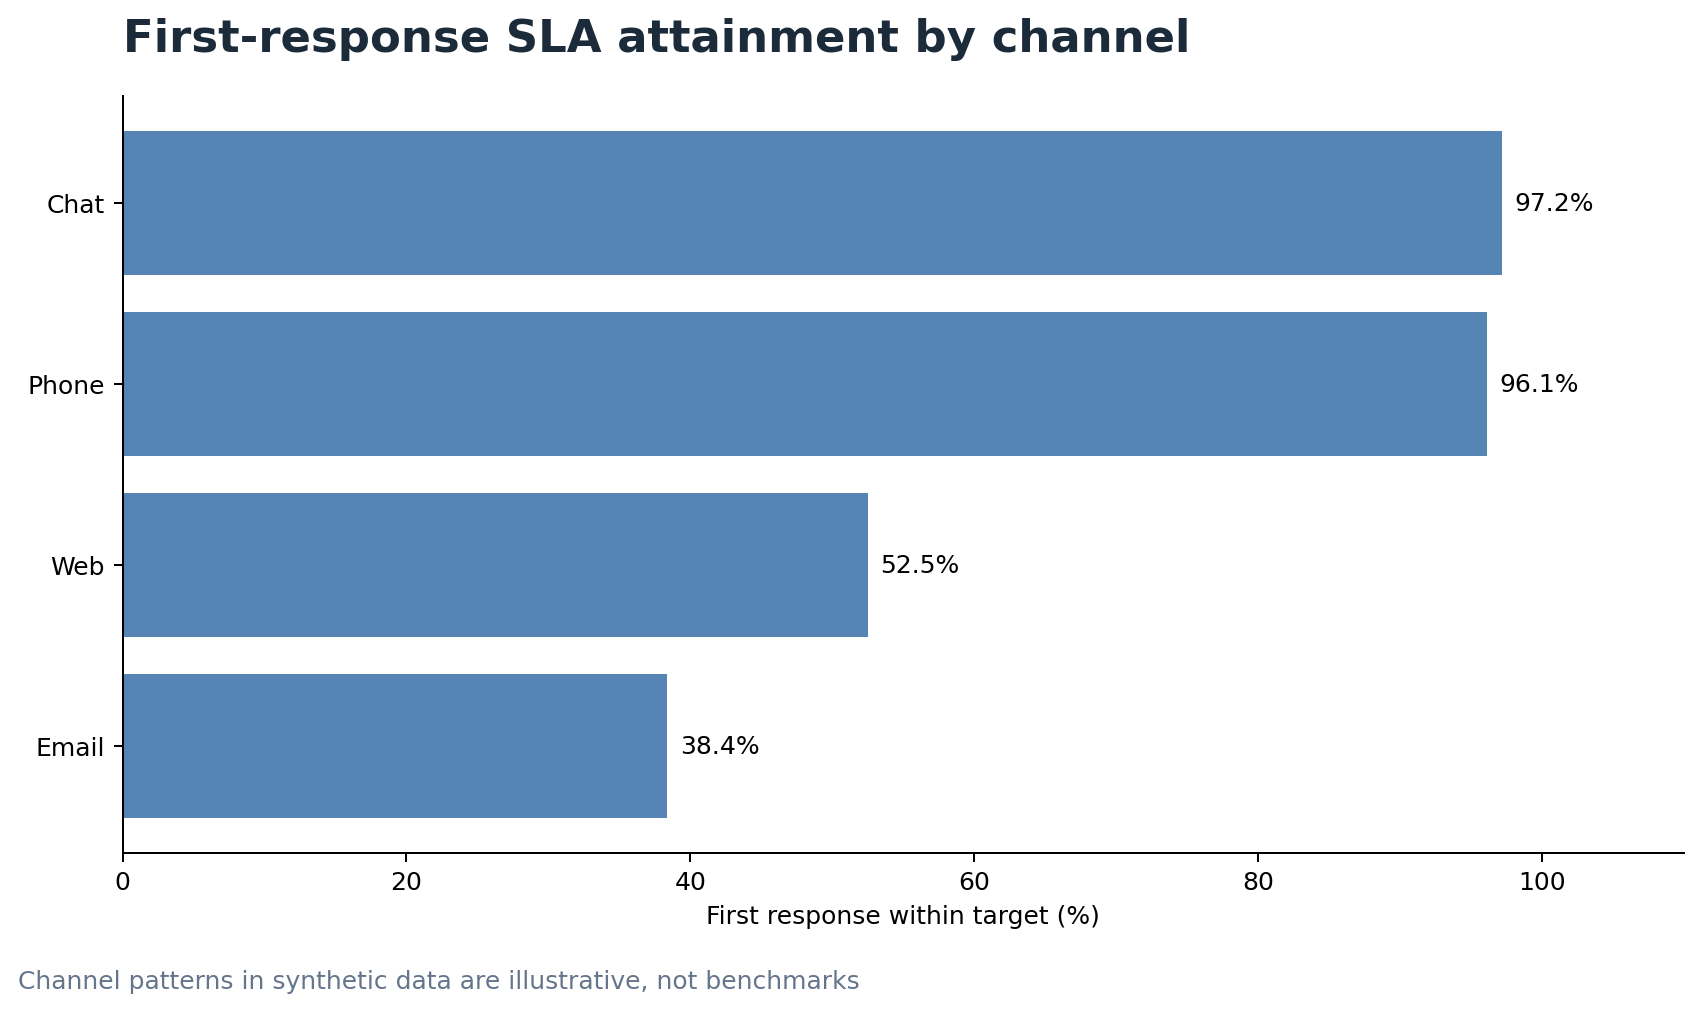 First-response SLA attainment by channel
Chat
97.2%
Phone
96.1%
Web
52.5%
Email
38.4%
0 20 40 60 80 100
First response within target (%)
Channel patterns in synthetic data are illustrative, not benchmarks